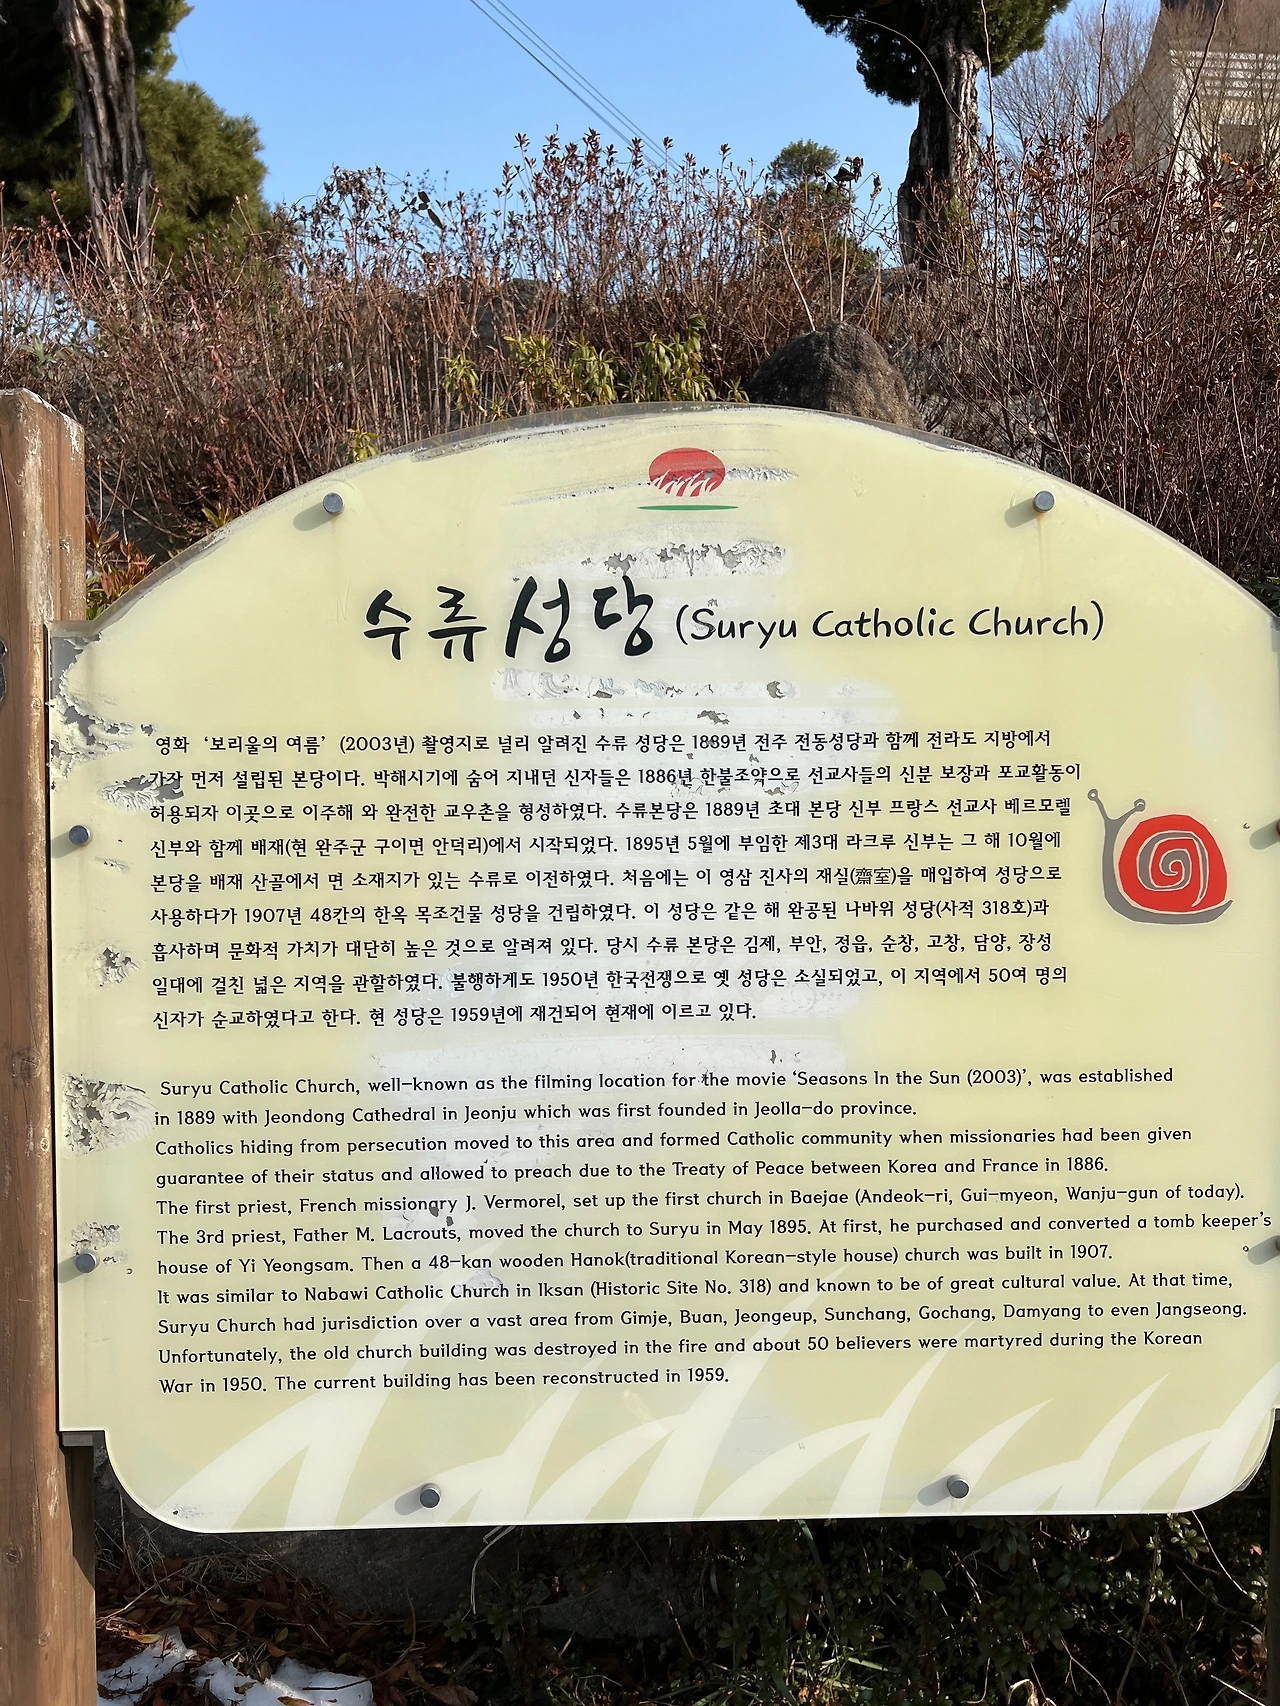 수류성당 (Suryu Catholic Church)
영화 ‘보리울의 여름’ (2003년) 촬영지로 널리 알려진 수류 성당은 1889년 전주 전동성당과 함께 전라도 지방에서
가장 먼저 설립된 본당이다. 박해시기에 숨어 지내던 신자들은 1886년 한불조약으로 선교사들의 신분 보장과 포교활동이
허용되자 이곳으로 이주해 와 완전한 교우촌을 형성하였다. 수류본당은 1889년 초대 본당 신부 프랑스 선교사 베르모렐
신부와 함께 배재(현 완주군 구이면 안덕리)에서 시작되었다. 1895년 5월에 부임한 제3대 라크루 신부는 그 해 10월에
본당을 배재 산골에서 면 소재지가 있는 수류로 이전하였다. 처음에는 이 영삼 진사의 재실(齋室)을 매입하여 성당으로
사용하다가 1907년 48칸의 한옥 목조건물 성당을 건립하였다. 이 성당은 같은 해 완공된 나바위 성당(사적 318호)과
흡사하며 문화적 가치가 대단히 높은 것으로 알려져 있다. 당시 수류 본당은 김제, 부안, 정읍, 순창, 고창, 담양, 장성
일대에 걸친 넓은 지역을 관할하였다. 불행하게도 1950년 한국전쟁으로 옛 성당은 소실되었고, 이 지역에서 50여 명의
신자가 순교하였다고 한다. 현 성당은 1959년에 재건되어 현재에 이르고 있다.
Suryu Catholic Church, well-known as the filming location for the movie ‘Seasons In the Sun (2003)’, was established
in 1889 with Jeondong Cathedral in Jeonju which was first founded in Jeolla-do province.
Catholics hiding from persecution moved to this area and formed Catholic community when missionaries had been given
guarantee of their status and allowed to preach due to the Treaty of Peace between Korea and France in 1886.
The first priest, French missionary J. Vermorel, set up the first church in Baejae (Andeok-ri, Gui-myeon, Wanju-gun of today).
The 3rd priest, Father M. Lacrouts, moved the church to Suryu in May 1895. At first, he purchased and converted a tomb keeper’s
house of Yi Yeongsam. Then a 48-kan wooden Hanok(traditional Korean-style house) church was built in 1907.
It was similar to Nabawi Catholic Church in Iksan (Historic Site No. 318) and known to be of great cultural value. At that time,
Suryu Church had jurisdiction over a vast area from Gimje, Buan, Jeongeup, Sunchang, Gochang, Damyang to even Jangseong.
Unfortunately, the old church building was destroyed in the fire and about 50 believers were martyred during the Korean
War in 1950. The current building has been reconstructed in 1959.